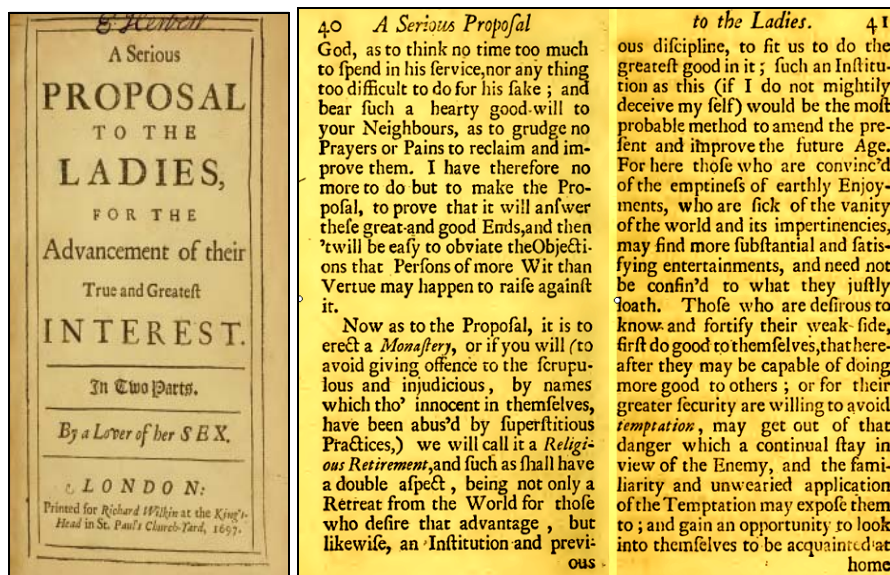 E Herbert
A Serious
PROPOSAL
TO THE
LADIES,
FOR THE
Advancement of their
True and Greateſt
INTEREST.
In Two Parts.
By a Lover of her SEX.
LONDON:
Printed for Richard Wilkin at the King's-
Head in St. Paul's Church-Yard, 1697.
40 A Serious Propoſal
God, as to think no time too much
to ſpend in his ſervice,nor any thing
too difficult to do for his ſake ; and
bear ſuch a hearty good-will to
your Neighbours, as to grudge no
Prayers or Pains to reclaim and im-
prove them. I have therefore no
more to do but to make the Pro-
poſal, to prove that it will anſwer
theſe great and good Ends,and then
'twill be eaſy to obviate theObjecti-
ons that Perſons of more Wit than
Vertue may happen to raiſe againſt
it.
Now as to the Propoſal, it is to
erect a Monaſtery, or if you will (to
avoid giving offence to the ſcrupu-
lous and injudicious, by names
which tho' innocent in themſelves,
have been abus'd by ſuperſtitious
Practices,) we will call it a Religi-
ous Retirement,and ſuch as ſhall have
a double aſpect, being not only a
Retreat from the World for thoſe
who deſire that advantage, but
likewiſe, an Inſtitution and previ-
ous
to the Ladies. 41
ous diſcipline, to fit us to do the
greateſt good in it ; ſuch an Inſtitu-
tion as this (if I do not mightily
deceive my ſelf) would be the moſt
probable method to amend the pre-
ſent and improve the future Age.
For here thoſe who are convinc'd
of the emptineſs of earthly Enjoy-
ments, who are ſick of the vanity
of the world and its impertinencies,
may find more ſubſtantial and ſatis-
fying entertainments, and need not
be confin'd to what they juſtly
loath. Thoſe who are deſirous to
know and fortify their weak-ſide,
firſt do good to themſelves,that here-
after they may be capable of doing
more good to others ; or for their
greater ſecurity are willing to avoid
temptation, may get out of that
danger which a continual ſtay in
view of the Enemy, and the fami-
liarity and unwearied application
of the Temptation may expoſe them
to ; and gain an opportunity to look
into themſelves to be acquainted at
home